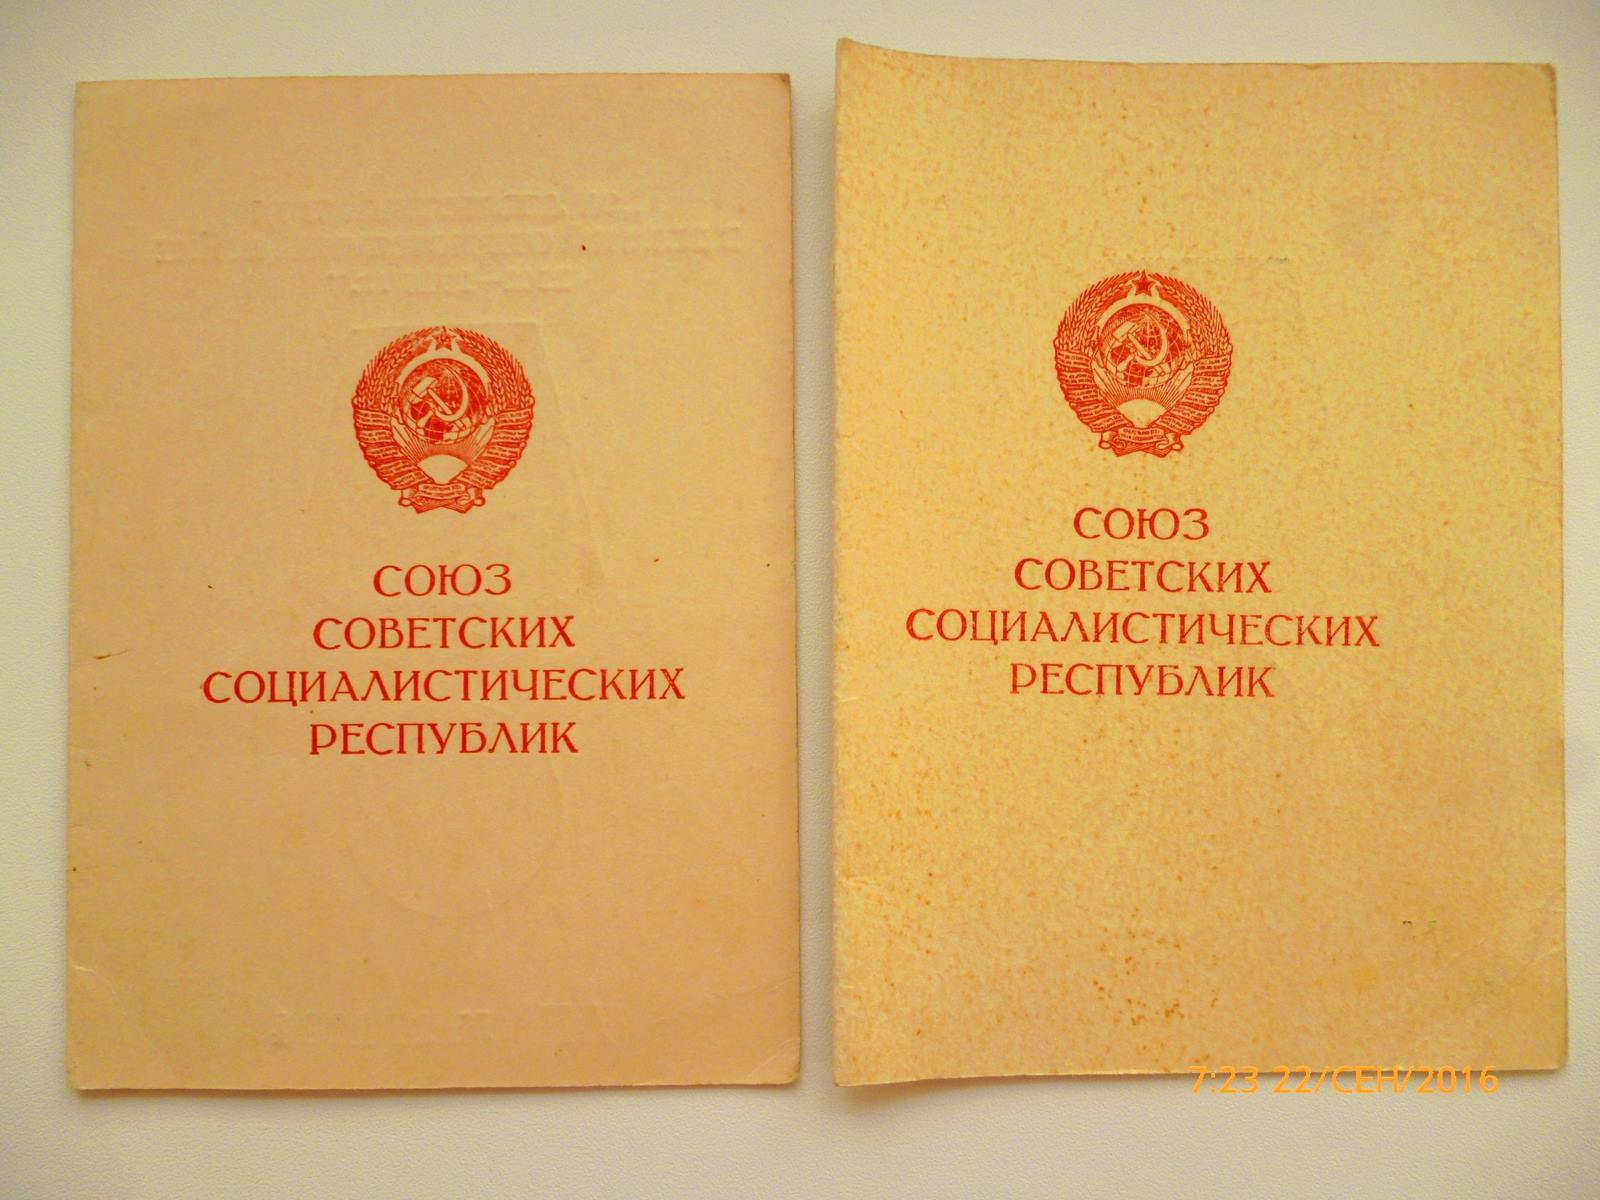 СОЮЗ
СОВЕТСКИХ
СОЦИАЛИСТИЧЕСКИХ
РЕСПУБЛИК
СОЮЗ
СОВЕТСКИХ
СОЦИАЛИСТИЧЕСКИХ
РЕСПУБЛИК
7:23 22/СЕН/2016